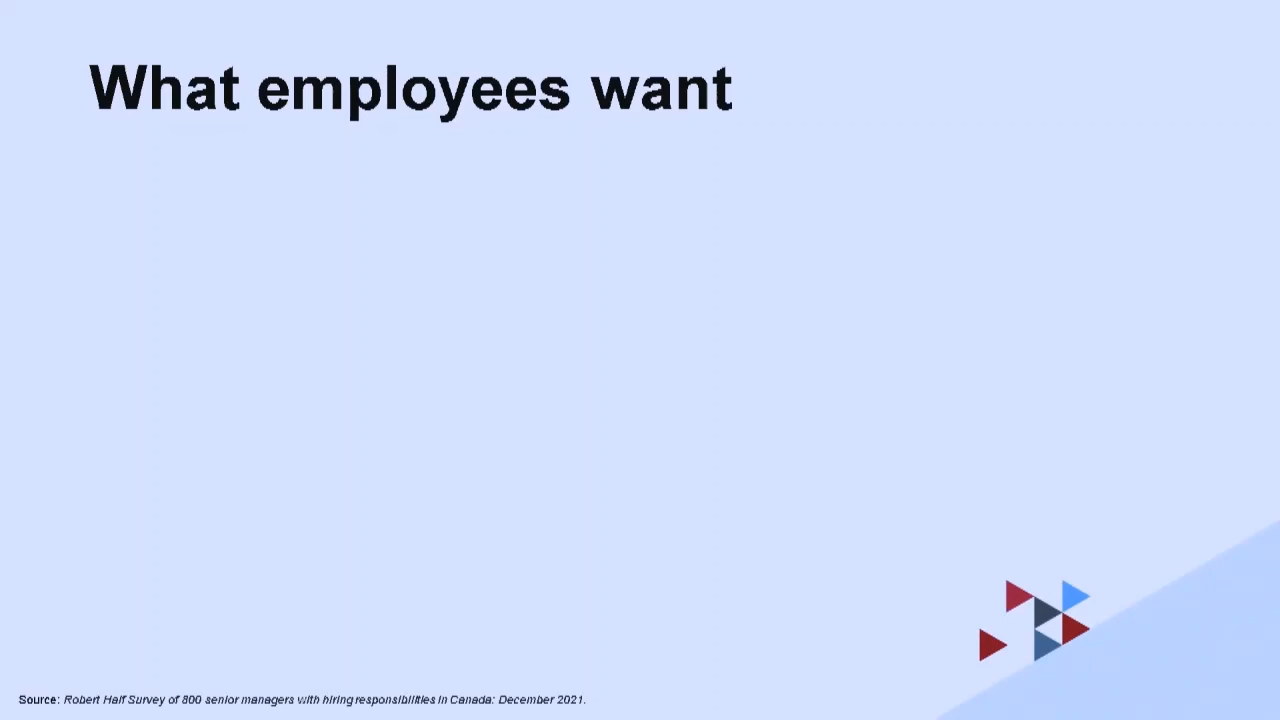 What employees want
Source: Robert Half Survey of 800 senior managers with hiring responsibilities in Canada: December 2021.